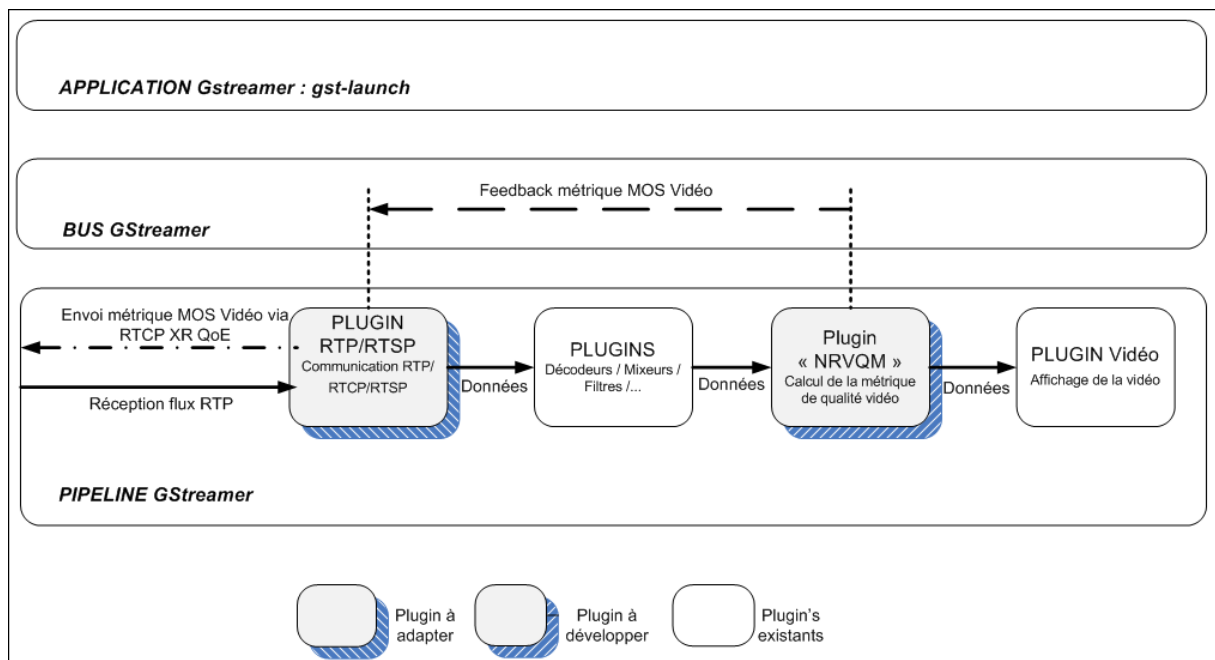 APPLICATION Gstreamer : gst-launch
Feedback métrique MOS Vidéo
BUS GStreamer
Envoi métrique MOS Vidéo via
RTCP XR QoE
Réception flux RTP
PLUGIN
RTP/RTSP
Communication RTP/
RTCP/RTSP
Données
PLUGINS
Décodeurs / Mixeurs /
Filtres /...
Données
Plugin
« NRVQM »
Calcul de la métrique
de qualité vidéo
Données
PLUGIN Vidéo
Affichage de la vidéo
PIPELINE GStreamer
Plugin à
adapter
Plugin à
développer
Plugin's
existants